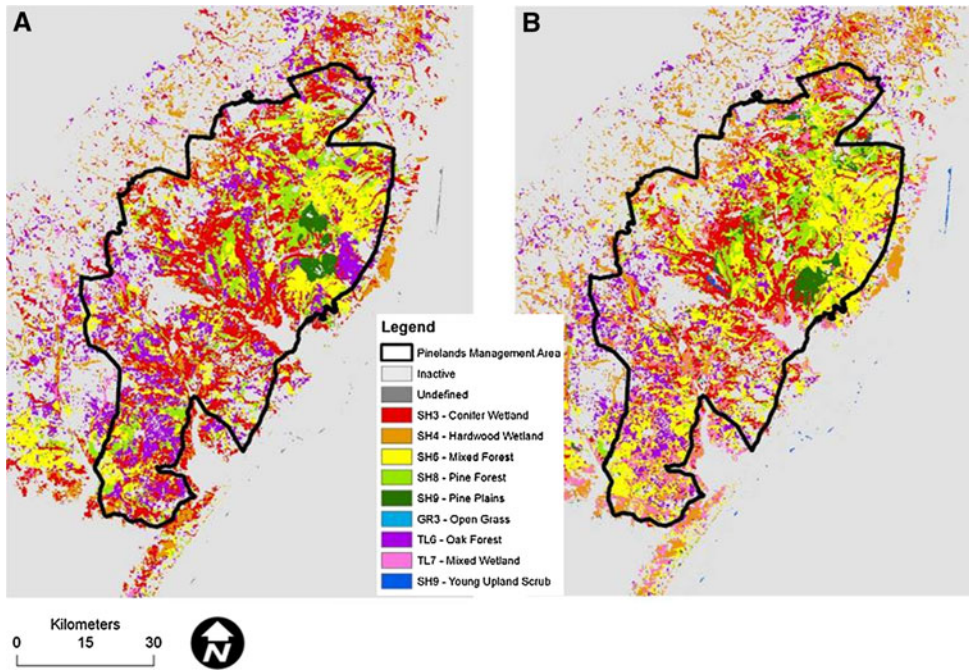 A
B
Legend
Pinelands Management Area
Inactive
Undefined
SH3 - Conifer Wetland
SH4 - Hardwood Wetland
SH6 - Mixed Forest
SH8 - Pine Forest
SH9 - Pine Plains
GR3 - Open Grass
TL6 - Oak Forest
TL7 - Mixed Wetland
SH9 - Young Upland Scrub
Kilometers
0 15 30
N